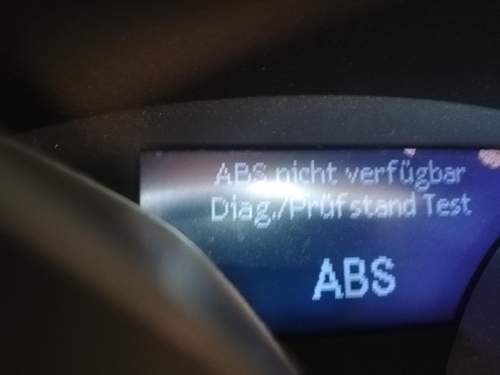 ABS nicht verfügbar
Diag./Prüfstand Test
ABS